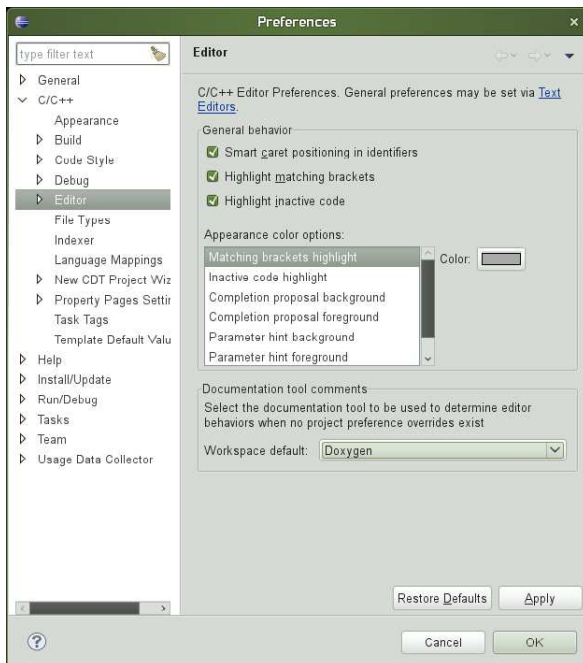 Preferences
type filter text
General
C/C++
Appearance
Build
Code Style
Debug
Editor
File Types
Indexer
Language Mappings
New CDT Project Wiz
Property Pages Settir
Task Tags
Template Default Valu
Help
Install/Update
Run/Debug
Tasks
Team
Usage Data Collector
Editor
C/C++ Editor Preferences. General preferences may be set via Text
Editors.
General behavior
Smart caret positioning in identifiers
Highlight matching brackets
Highlight inactive code
Appearance color options:
Matching brackets highlight
Inactive code highlight
Completion proposal background
Completion proposal foreground
Parameter hint background
Parameter hint foreground
Color:
Documentation tool comments
Select the documentation tool to be used to determine editor
behaviors when no project preference overrides exist
Workspace default: Doxygen
Restore Defaults Apply
Cancel OK